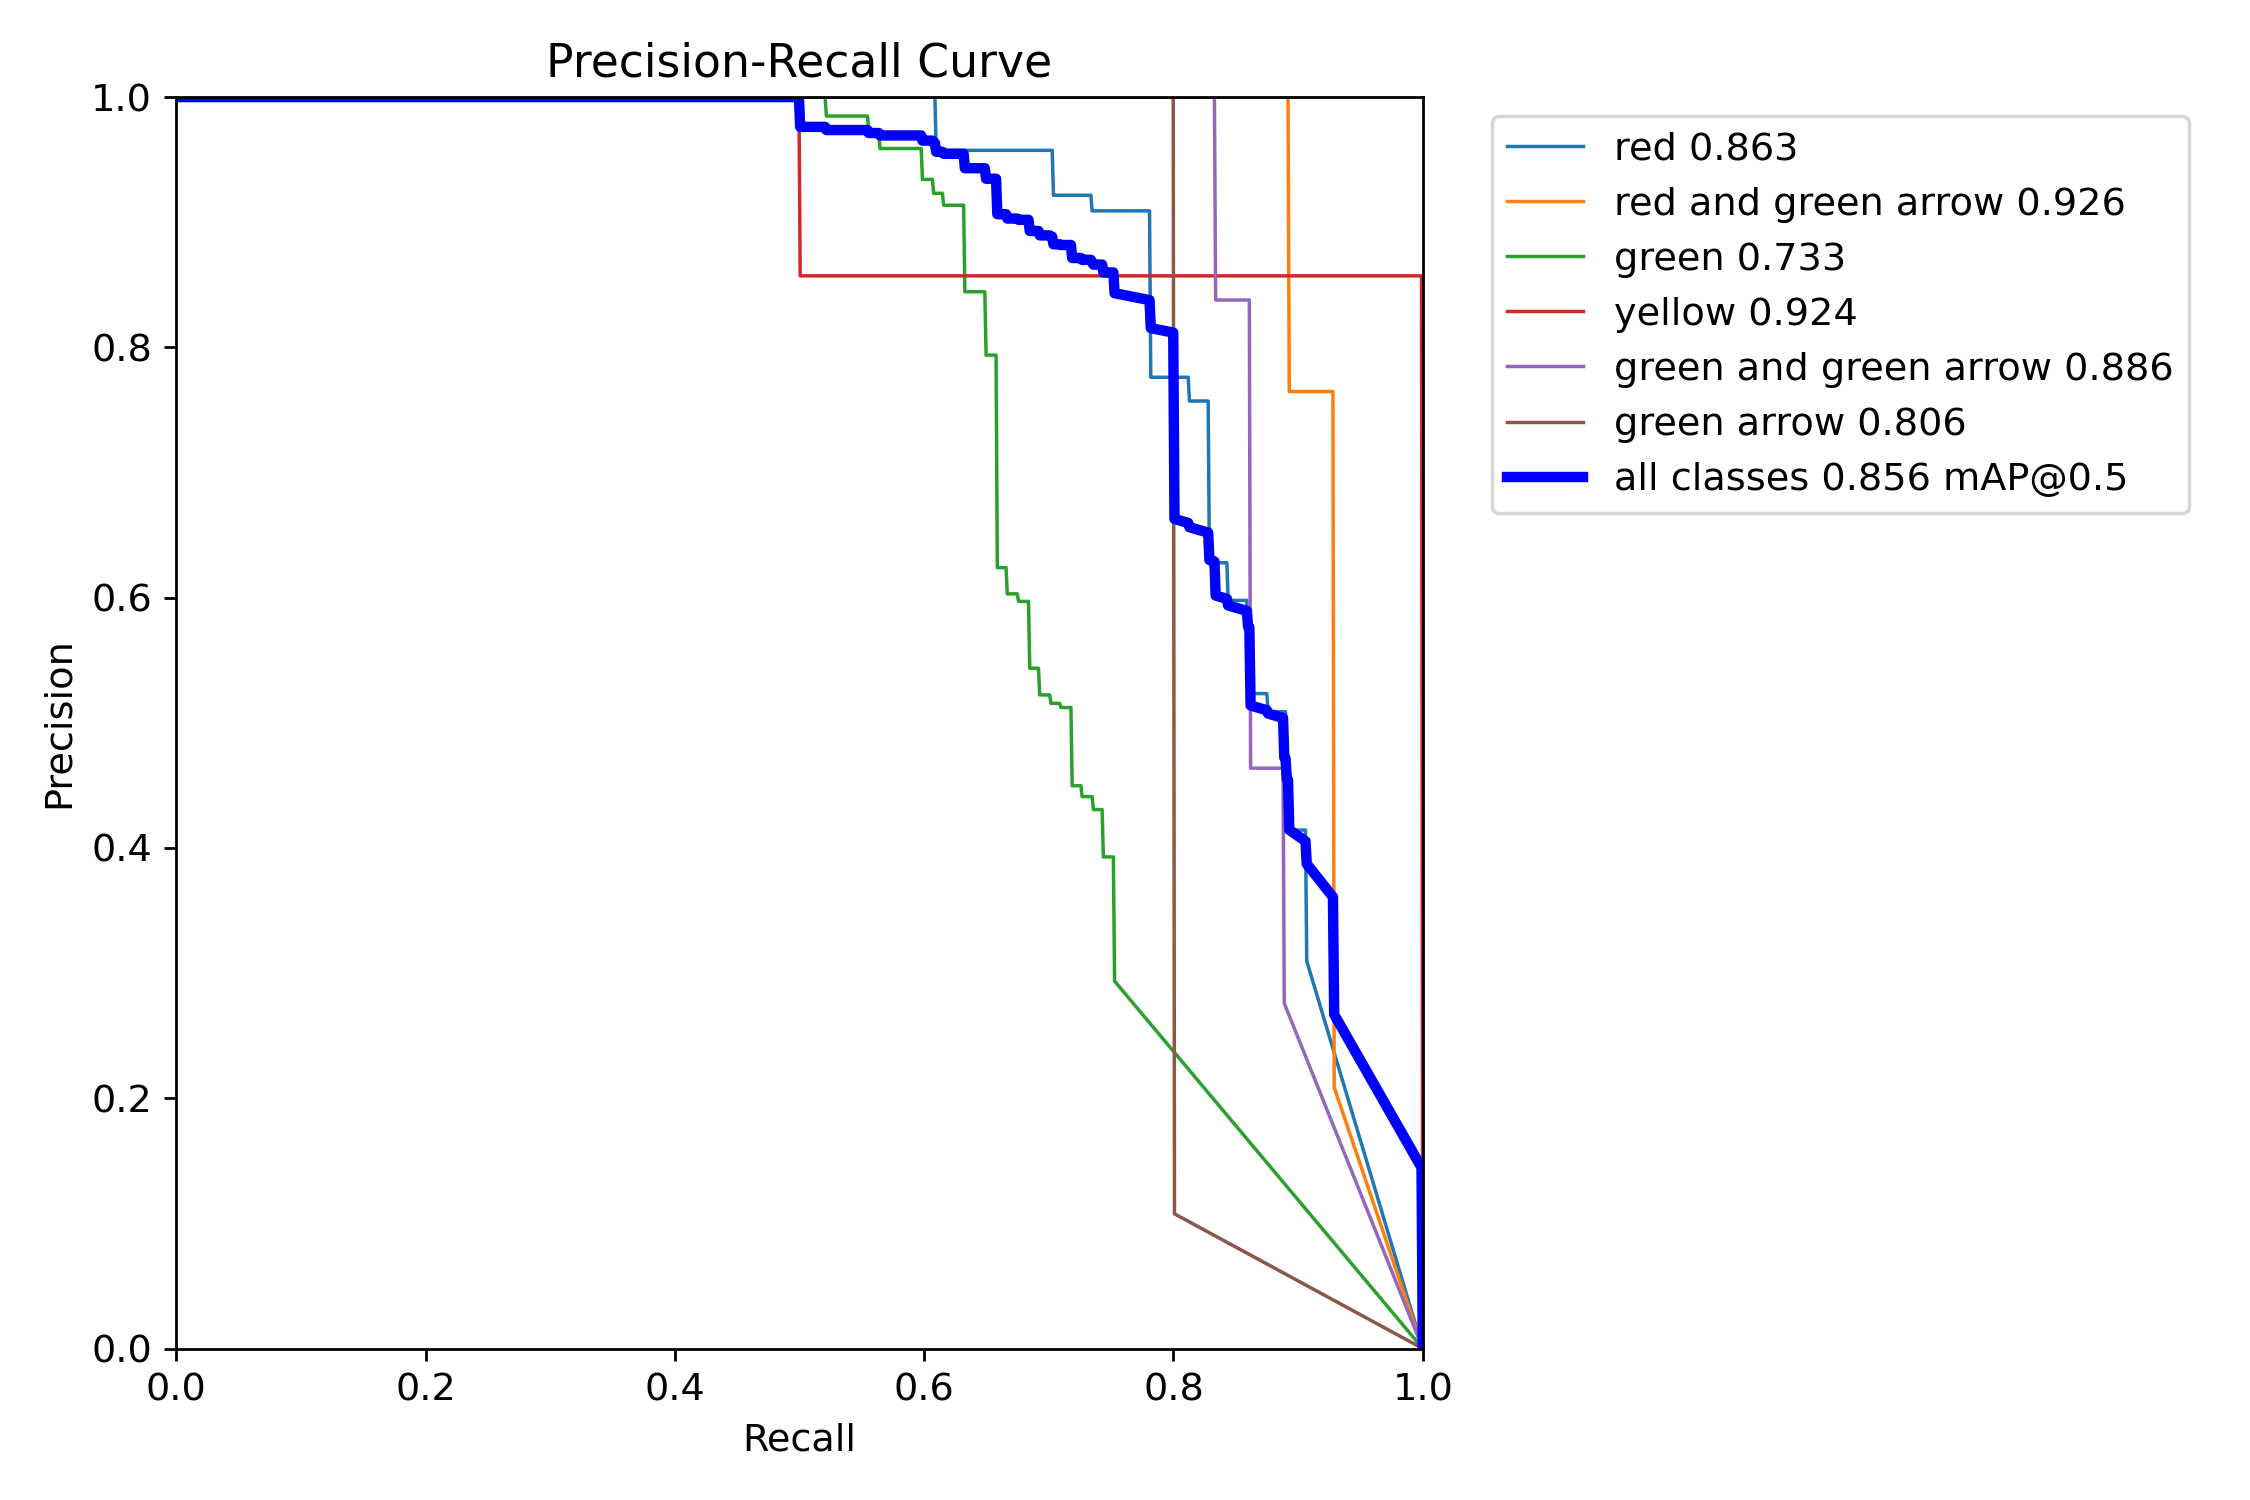 Precision-Recall Curve
1.0
0.8
0.6
0.4
0.2
0.0
Precision
0.0 0.2 0.4 0.6 0.8 1.0
Recall
red 0.863
red and green arrow 0.926
green 0.733
yellow 0.924
green and green arrow 0.886
green arrow 0.806
all classes 0.856 mAP@0.5